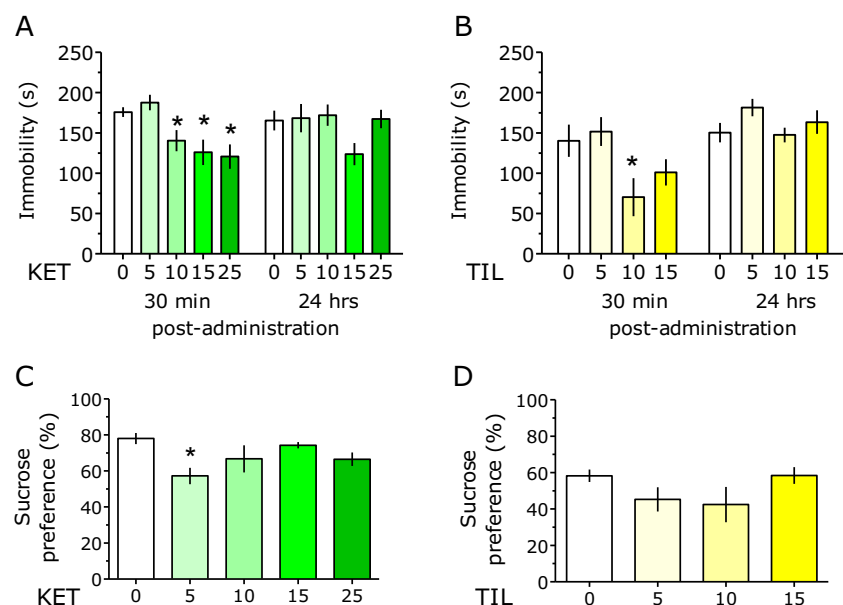 A
Immobility (s)
250
200
150
100
50
0
* * *
KET 0 5 10 15 25 0 5 10 15 25
30 min 24 hrs
post-administration
B
Immobility (s)
250
200
150
100
50
0
*
TIL 0 5 10 15 0 5 10 15
30 min 24 hrs
post-administration
C
Sucrose
preference (%)
100
80
60
40
20
0
*
KET 0 5 10 15 25
D
Sucrose
preference (%)
100
80
60
40
20
0
TIL 0 5 10 15